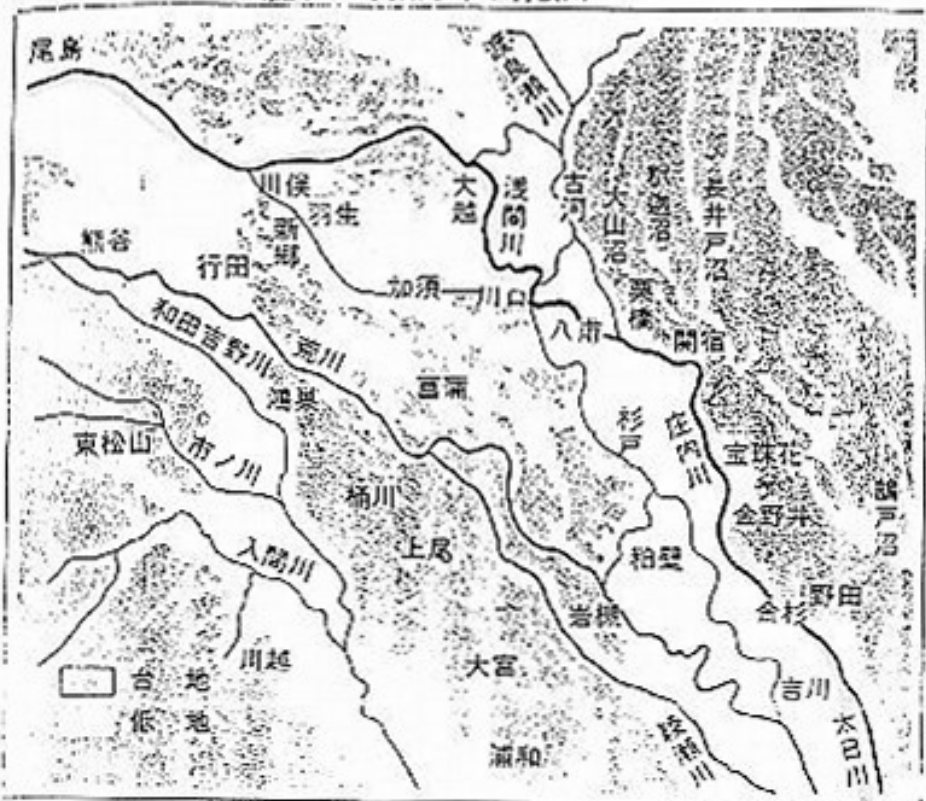 尾島
渡良瀬川
川俣
羽生
新郷
大越
浅間川
古河
大山沼
長井戸沼
熊谷
行田
加須
川口
栗橋
八甫
関宿
和田吉野川
荒川
鴻巣
菖蒲
杉戸
庄内川
宝珠花
東松山
市ノ川
桶川
金野井
鵠戸沼
上尾
粕壁
入間川
岩槻
金杉
野田
川越
大宮
吉川
台地
低地
浦和
綾瀬川
太日川